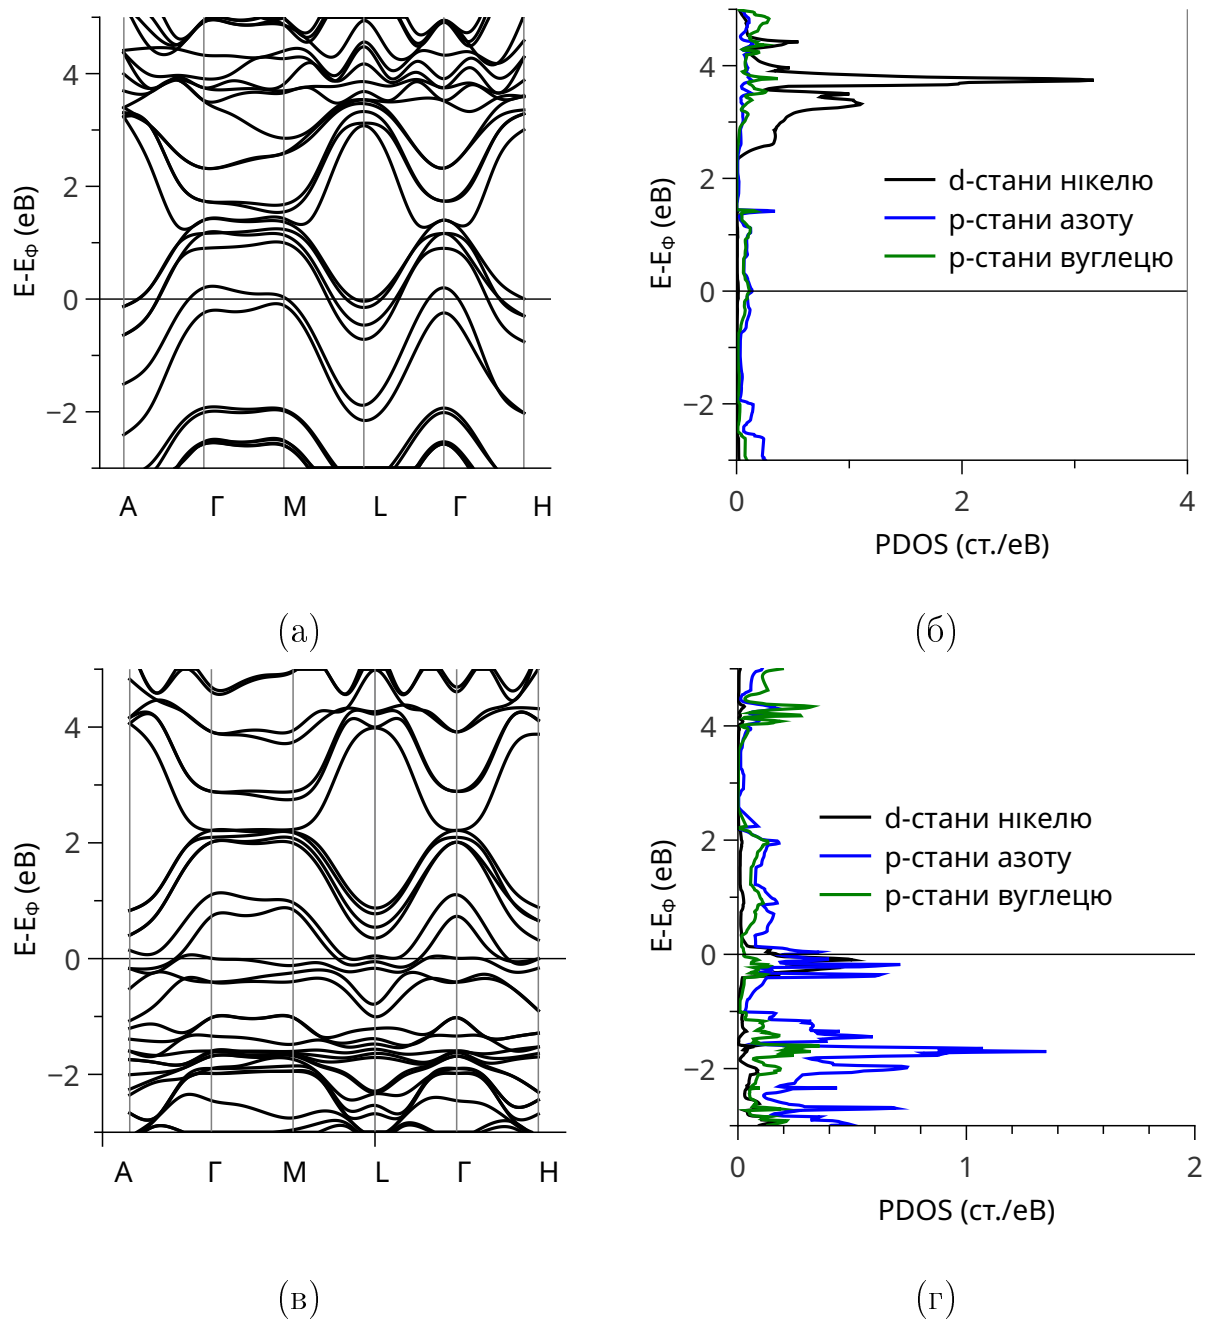 4
2
0
−2
E-EФ (eB)
A Γ M L Γ H
(а)
4
2
0
−2
E-EФ (eB)
d-стани нікелю
p-стани азоту
p-стани вуглецю
0 2 4
PDOS (ст./eB)
(б)
4
2
0
−2
E-EФ (eB)
A Γ M L Γ H
(в)
4
2
0
−2
E-EФ (eB)
d-стани нікелю
p-стани азоту
p-стани вуглецю
0 1 2
PDOS (ст./eB)
(г)